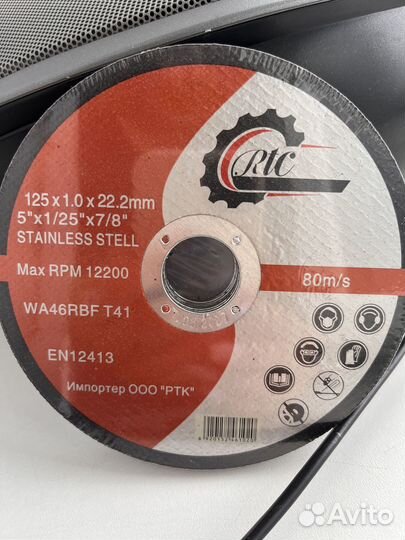 Rtc
125 x 1.0 x 22.2mm
5"x1/25"x7/8"
STAINLESS STELL
Max RPM 12200
80m/s
WA46RBF T41
EN12413
Импортер ООО "РТК"
Avito